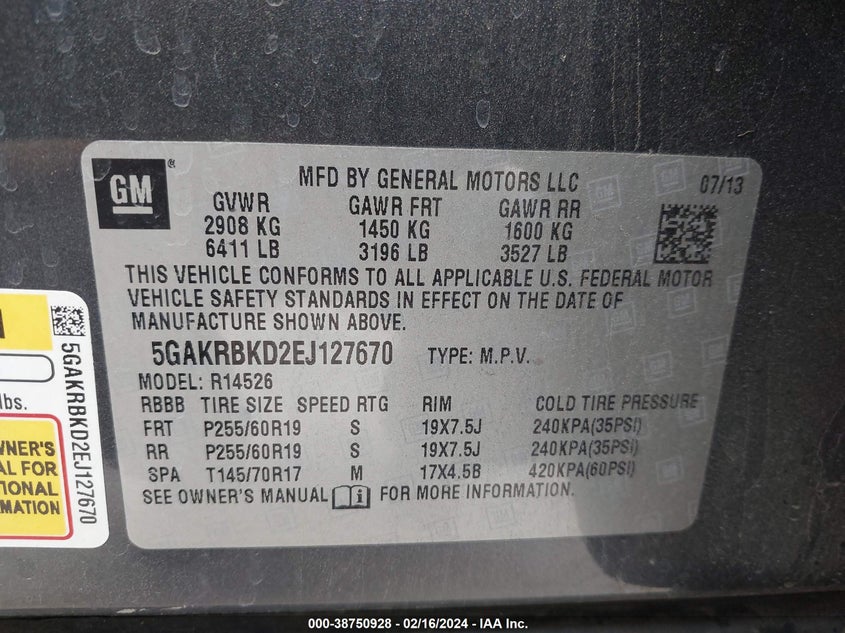 GM ®
MFD BY GENERAL MOTORS LLC 07/13
GVWR GAWR FRT GAWR RR
2908 KG 1450 KG 1600 KG
6411 LB 3196 LB 3527 LB
THIS VEHICLE CONFORMS TO ALL APPLICABLE U.S. FEDERAL MOTOR
VEHICLE SAFETY STANDARDS IN EFFECT ON THE DATE OF
MANUFACTURE SHOWN ABOVE.
5GAKRBKD2EJ127670 TYPE: M.P.V.
MODEL: R14526
RBBB TIRE SIZE SPEED RTG RIM COLD TIRE PRESSURE
FRT P255/60R19 S 19X7.5J 240KPA(35PSI)
RR P255/60R19 S 19X7.5J 240KPA(35PSI)
SPA T145/70R17 M 17X4.5B 420KPA(60PSI)
SEE OWNER'S MANUAL FOR MORE INFORMATION.
5GAKRBKD2EJ127670
lbs.
WNER'S
AL FOR
TIONAL
RMATION
000-38750928 - 02/16/2024 - IAA Inc.